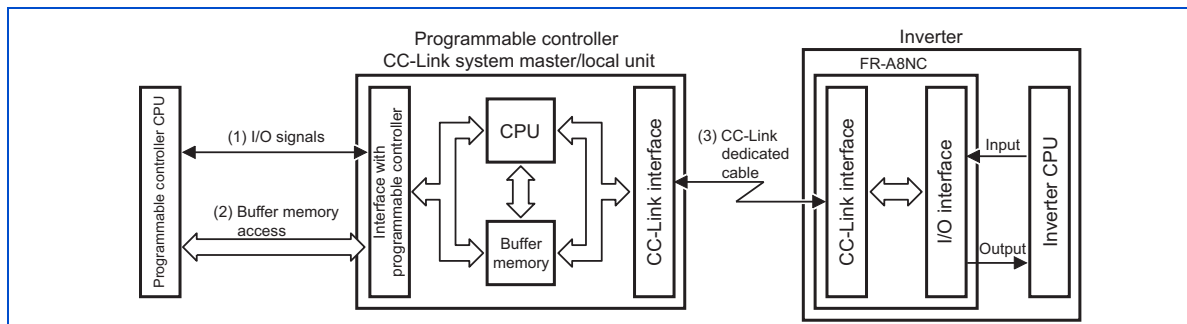 Programmable controller
CC-Link system master/local unit
Inverter
FR-A8NC
Programmable controller CPU
(1) I/O signals
(2) Buffer memory
access
Interface with
programmable controller
CPU
Buffer
memory
CC-Link interface
(3) CC-Link
dedicated
cable
CC-Link interface
I/O interface
Input
Output
Inverter CPU